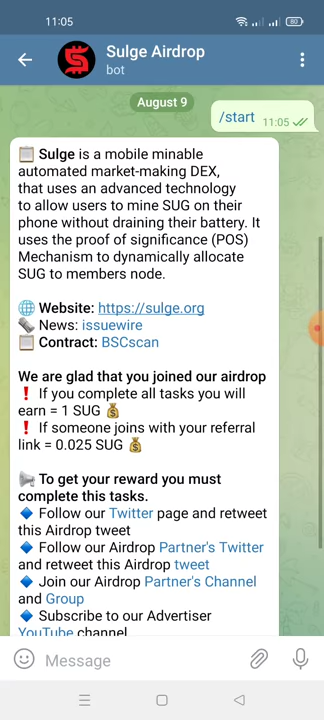 11:05
80
Sulge Airdrop
bot
August 9
/start 11:05
Sulge is a mobile minable
automated market-making DEX,
that uses an advanced technology
to allow users to mine SUG on their
phone without draining their battery. It
uses the proof of significance (POS)
Mechanism to dynamically allocate
SUG to members node.
Website: https://sulge.org
News: issuewire
Contract: BSCscan
We are glad that you joined our airdrop
If you complete all tasks you will
earn = 1 SUG
If someone joins with your referral
link = 0.025 SUG
To get your reward you must
complete this tasks.
Follow our Twitter page and retweet
this Airdrop tweet
Follow our Airdrop Partner's Twitter
and retweet this Airdrop tweet
Join our Airdrop Partner's Channel
and Group
Subscribe to our Advertiser
YouTube channel
Message